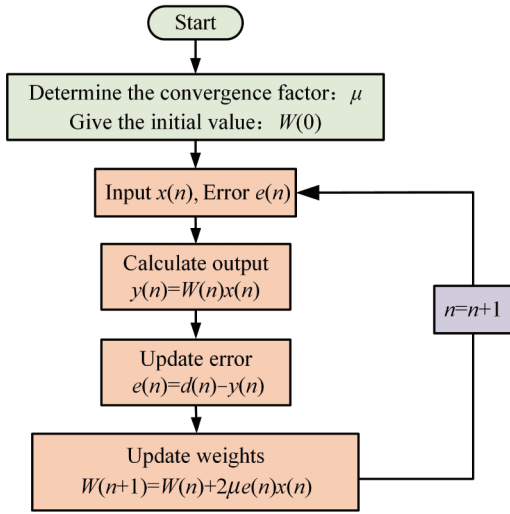 Start
Determine the convergence factor: μ
Give the initial value: W(0)
Input x(n), Error e(n)
Calculate output
y(n)=W(n)x(n)
n=n+1
Update error
e(n)=d(n)−y(n)
Update weights
W(n+1)=W(n)+2μe(n)x(n)